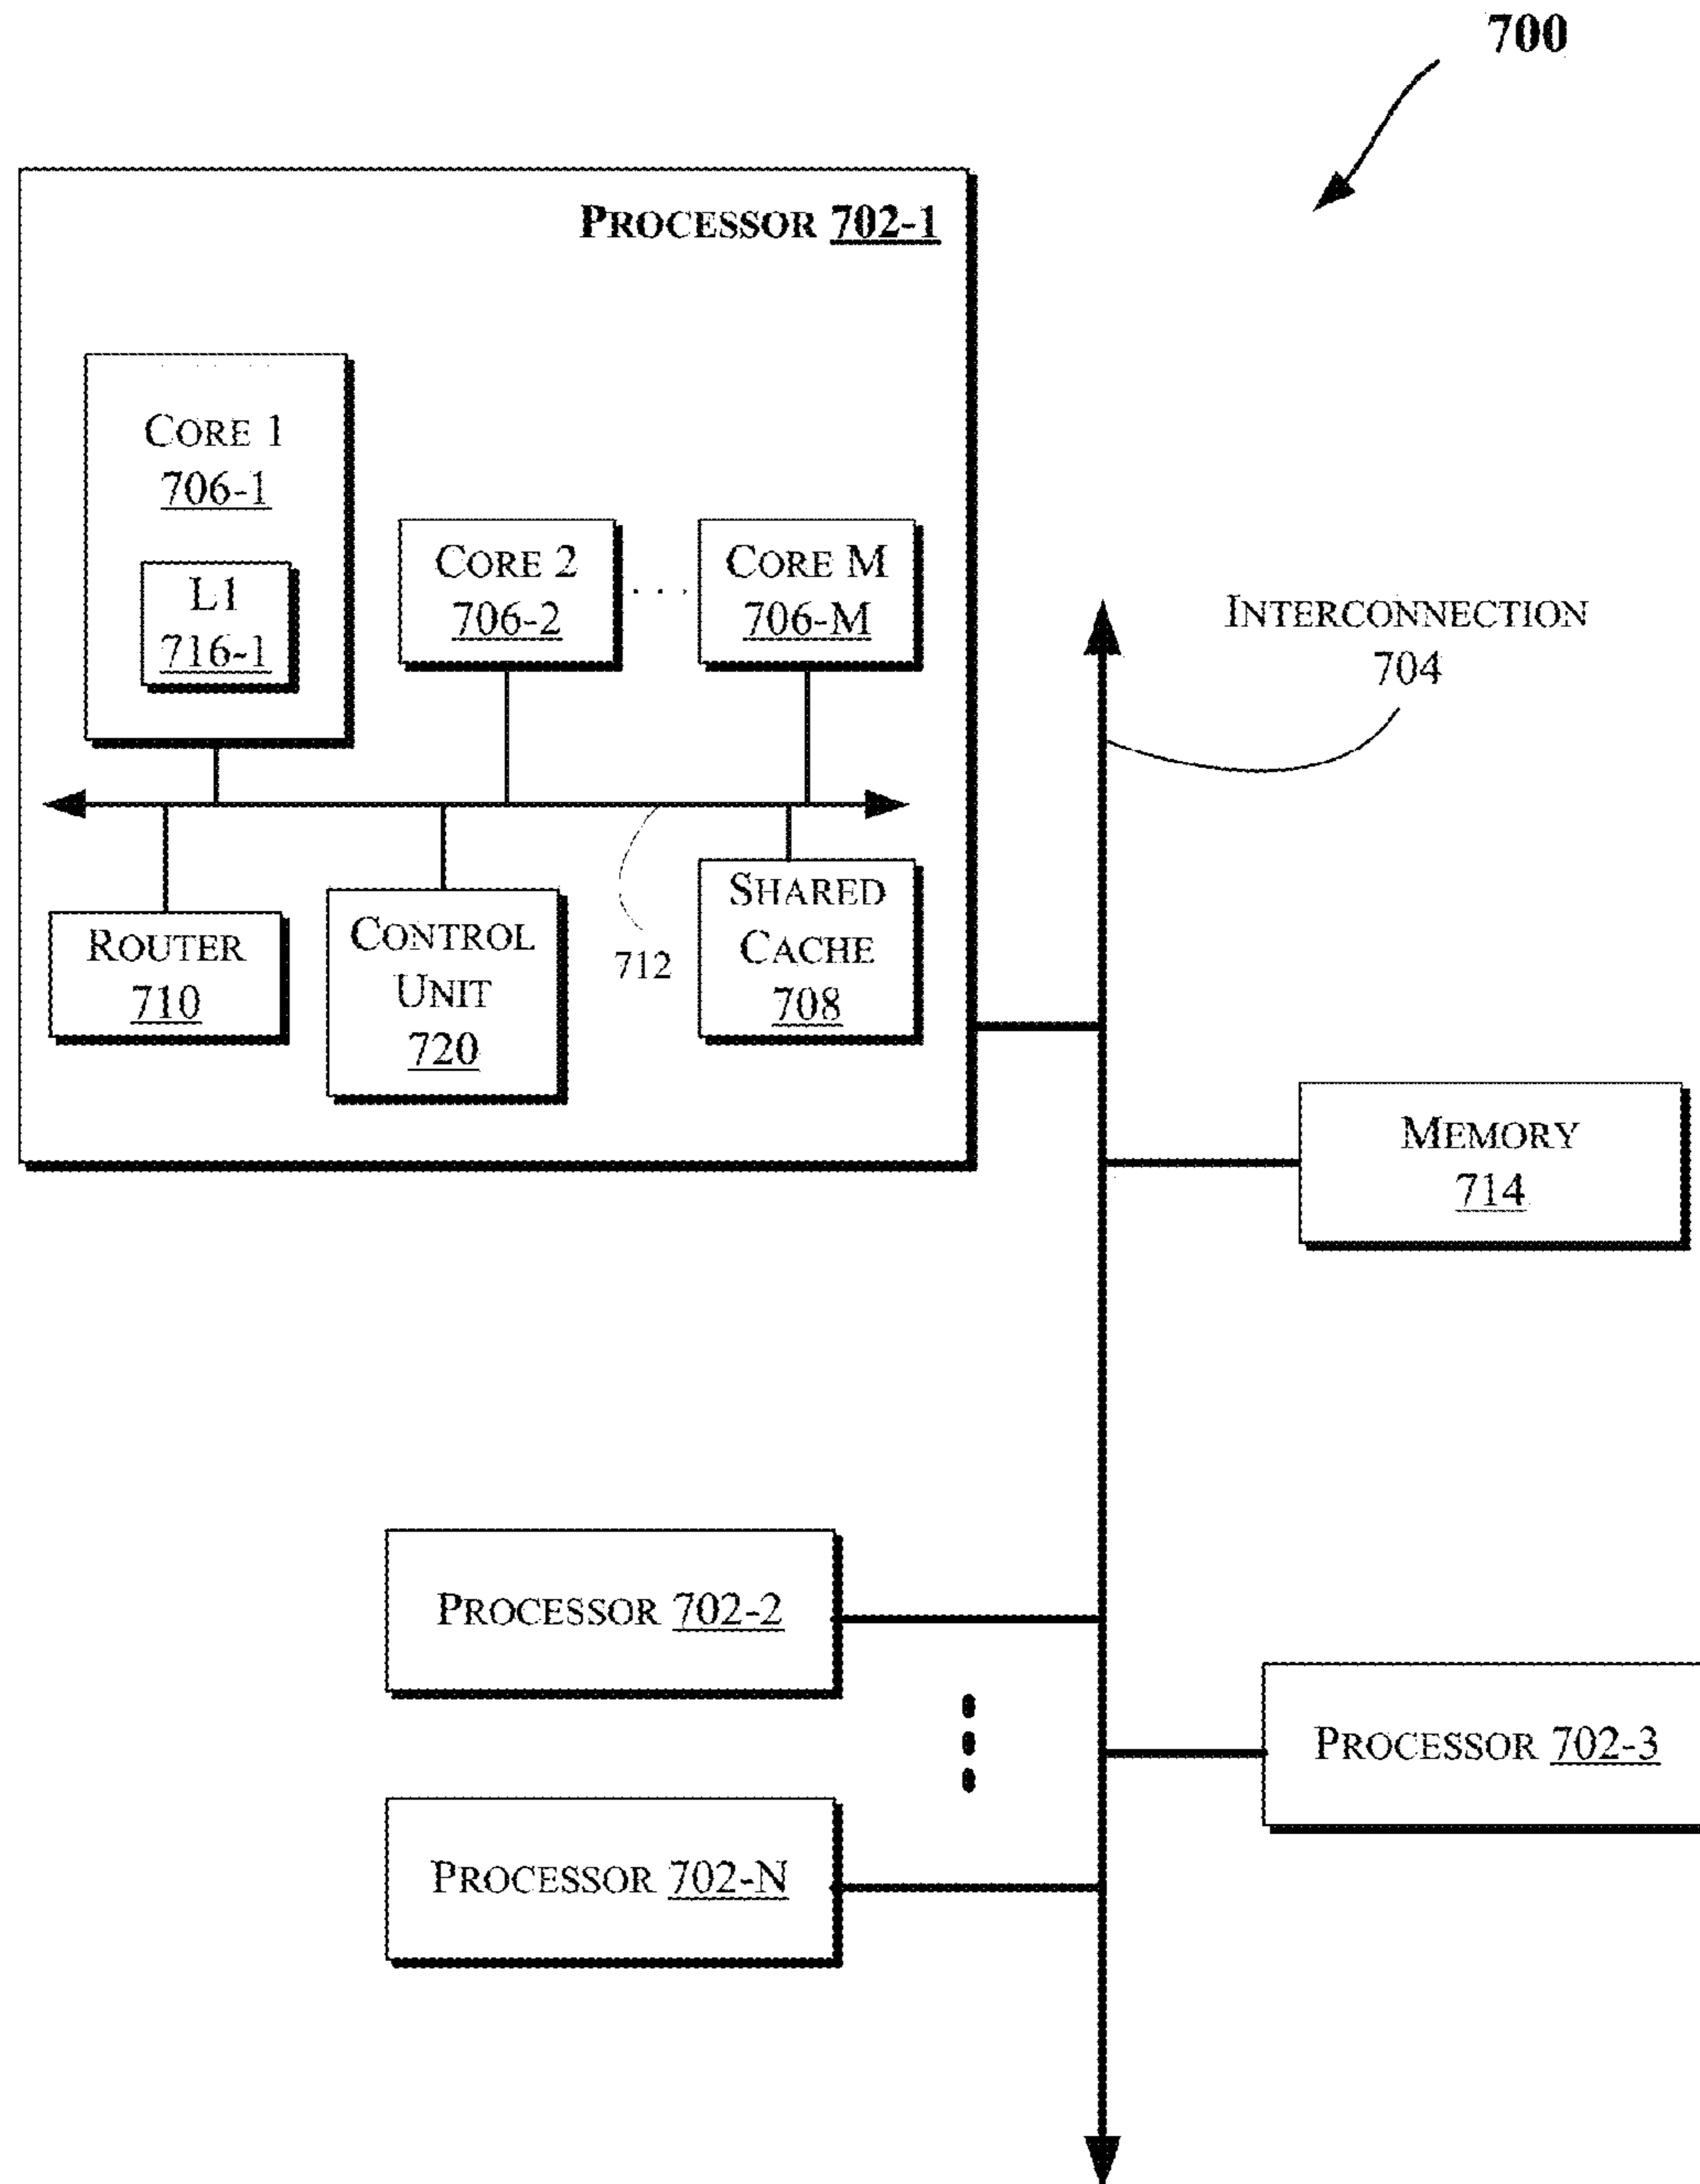 700
PROCESSOR 702-1
CORE 1
706-1
L1
716-1
CORE 2
706-2
. . .
CORE M
706-M
INTERCONNECTION
704
ROUTER
710
CONTROL
UNIT
720
712
SHARED
CACHE
708
MEMORY
714
PROCESSOR 702-2
PROCESSOR 702-3
PROCESSOR 702-N